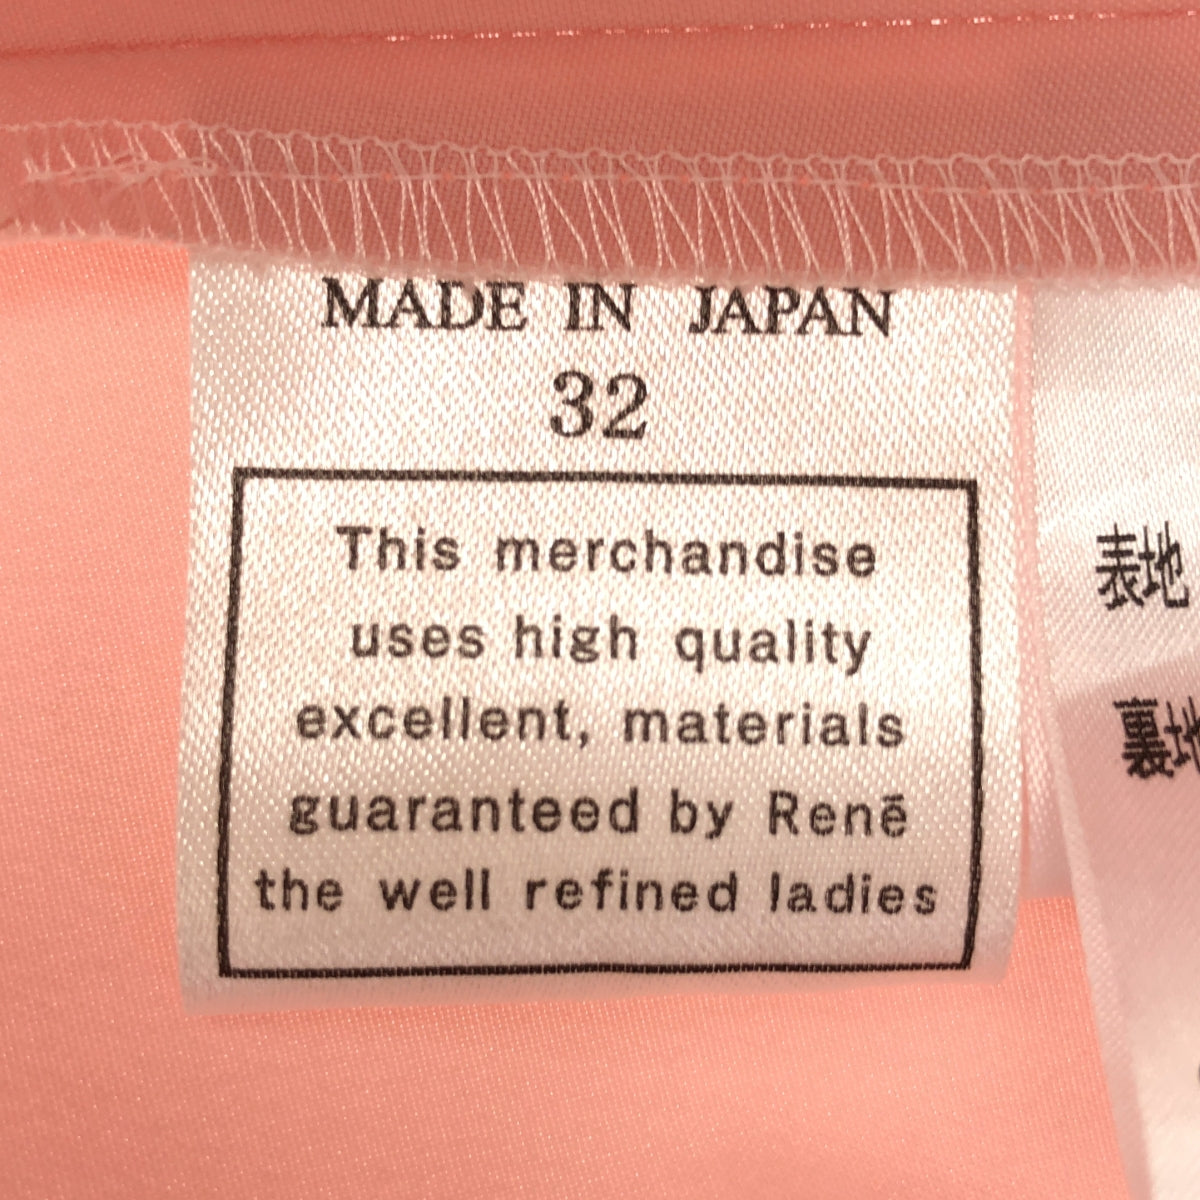 MADE IN JAPAN
32
This merchandise
uses high quality
excellent, materials
guaranteed by Renē
the well refined ladies
表地
裏地